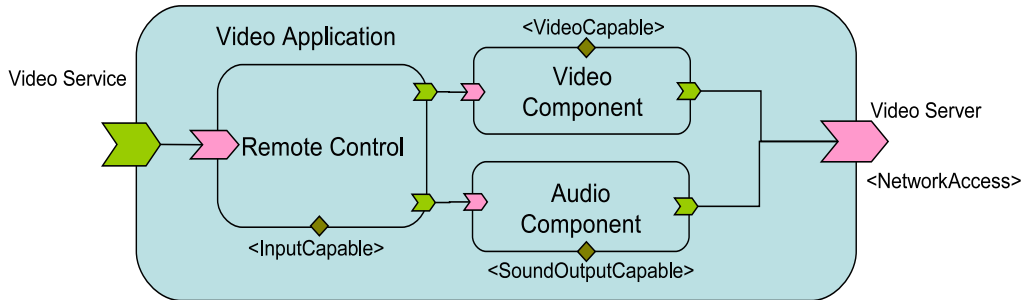 Video Application
<VideoCapable>
Video Service
Video
Component
Video Server
Remote Control
<NetworkAccess>
Audio
Component
<InputCapable>
<SoundOutputCapable>